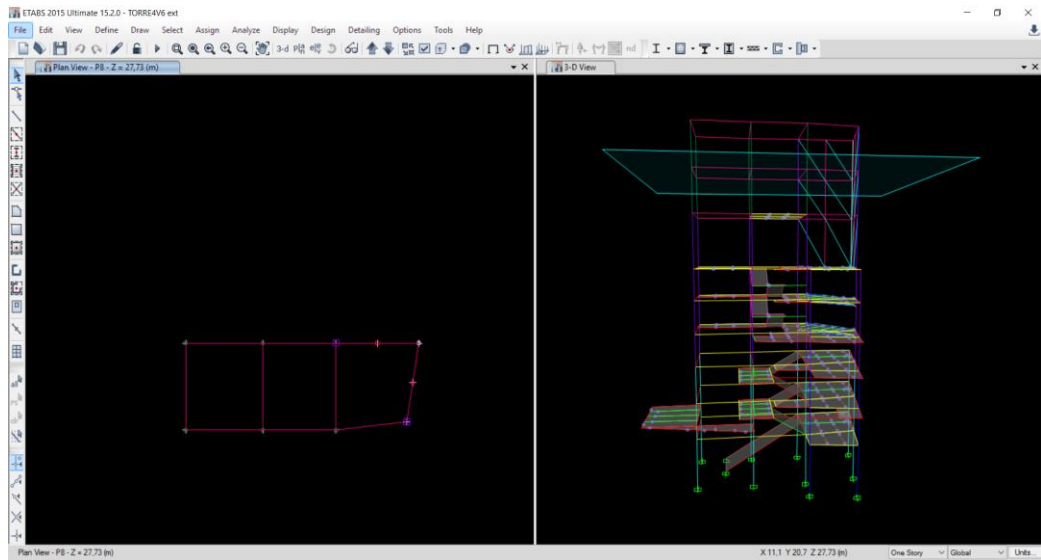 ETABS 2015 Ultimate 15.2.0 - TORRE4V6 ext
File Edit View Define Draw Select Assign Analyze Display Design Detailing Options Tools Help
3-d
nd
Plan View - P8 - Z = 27,73 (m)
3-D View
Plan View - P8 - Z = 27,73 (m)
X 11,1 Y 20,7 Z 27,73 (m)
One Story
Global
Units...